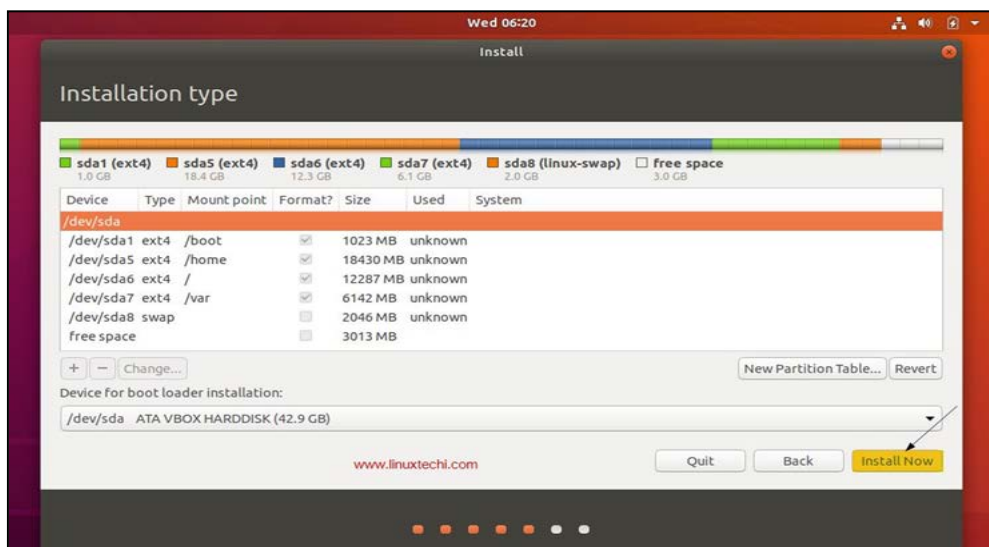 Wed 06:20
Install
Installation type
sda1 (ext4) sda5 (ext4) sda6 (ext4) sda7 (ext4) sda8 (linux-swap) free space
1.0 GB 18.4 GB 12.3 GB 6.1 GB 2.0 GB 3.0 GB
Device Type Mount point Format? Size Used System
/dev/sda
/dev/sda1 ext4 /boot 1023 MB unknown
/dev/sda5 ext4 /home 18430 MB unknown
/dev/sda6 ext4 / 12287 MB unknown
/dev/sda7 ext4 /var 6142 MB unknown
/dev/sda8 swap 2046 MB unknown
free space 3013 MB
+ - Change... New Partition Table... Revert
Device for boot loader installation:
/dev/sda ATA VBOX HARDDISK (42.9 GB)
www.linuxtechi.com Quit Back Install Now